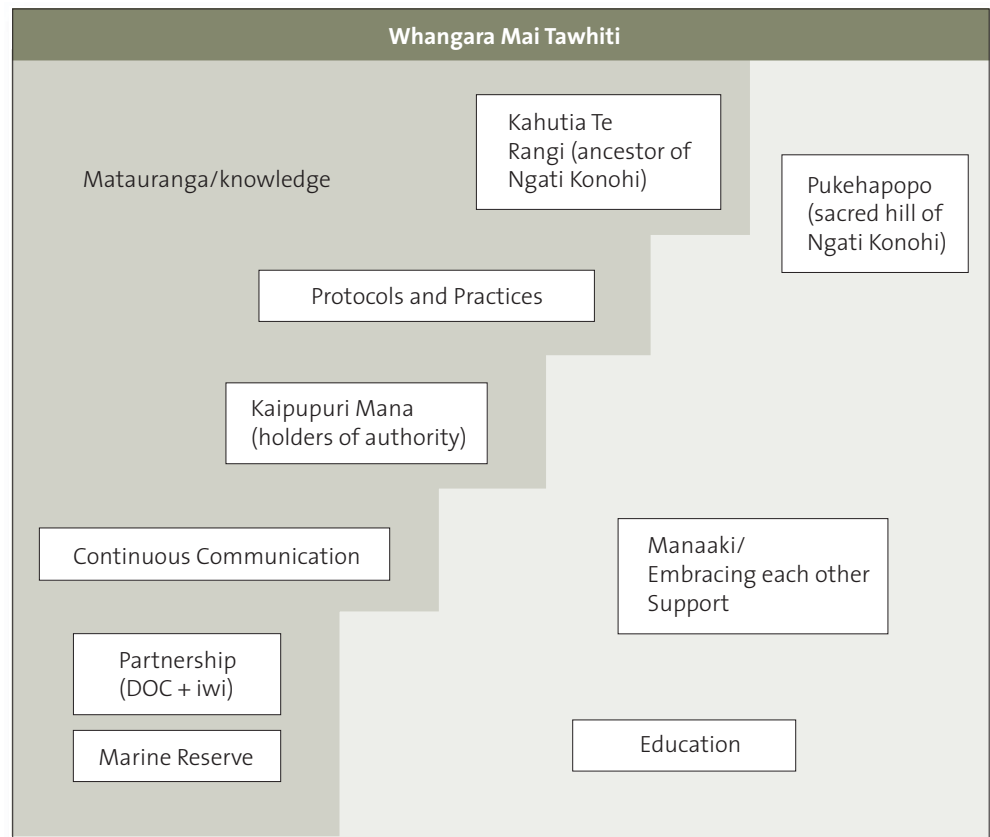 Whangara Mai Tawhiti
Kahutia Te
Rangi (ancestor of
Ngati Konohi)
Matauranga/knowledge
Pukehapopo
(sacred hill of
Ngati Konohi)
Protocols and Practices
Kaipupuri Mana
(holders of authority)
Continuous Communication
Manaaki/
Embracing each other
Support
Partnership
(DOC + iwi)
Marine Reserve
Education